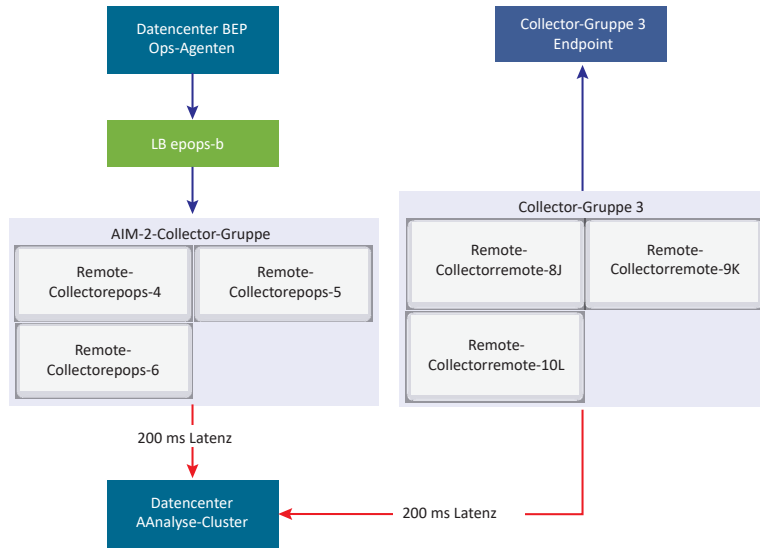 Datencenter BEP
Ops-Agenten
LB epops-b
AIM-2-Collector-Gruppe
Remote-
Collectorepops-4
Remote-
Collectorepops-5
Remote-
Collectorepops-6
200 ms Latenz
Datencenter
AAnalyse-Cluster
Collector-Gruppe 3
Endpoint
Collector-Gruppe 3
Remote-
Collectorremote-8J
Remote-
Collectorremote-9K
Remote-
Collectorremote-10L
200 ms Latenz